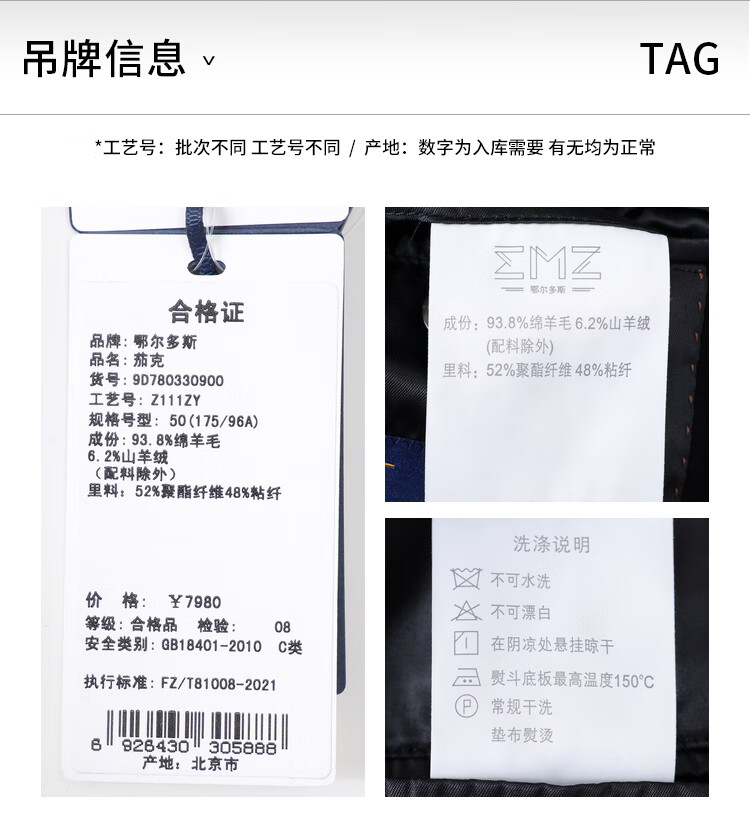 吊牌信息
TAG
*工艺号：批次不同 工艺号不同 / 产地：数字为入库需要 有无均为正常
合格证
品牌：鄂尔多斯
品名：茄克
货号：9D780330900
工艺号：Z111ZY
规格号型：50(175/96A)
成份：93.8%绵羊毛
6.2%山羊绒
（配料除外）
里料：52%聚酯纤维48%粘纤
价 格：￥7980
等级：合格品 检验： 08
安全类别：GB18401-2010 C类
执行标准：FZ/T81008-2021
6 926430 305888
产地：北京市
EMZ
鄂尔多斯
成份：93.8%绵羊毛 6.2%山羊绒
(配料除外)
里料：52%聚酯纤维 48%粘纤
洗涤说明
不可水洗
不可漂白
在阴凉处悬挂晾干
熨斗底板最高温度150℃
P 常规干洗
垫布熨烫